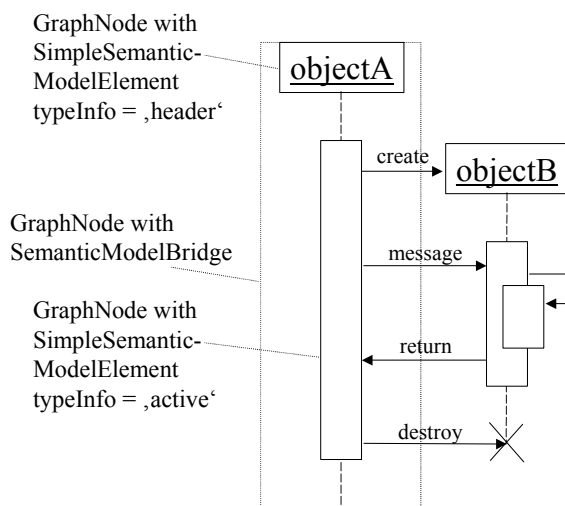 GraphNode with
SimpleSemantic-
ModelElement
typeInfo = ‚header‘
objectA
create
objectB
GraphNode with
SemanticModelBridge
message
GraphNode with
SimpleSemantic-
ModelElement
typeInfo = ‚active‘
return
destroy